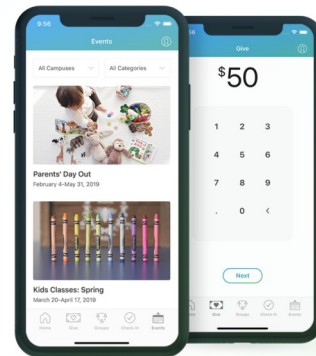 9:56
Events
All Campuses
All Categories
Parents' Day Out
February 4-May 31, 2019
Kids Classes: Spring
March 20-April 17, 2019
Home
Give
Groups
Check-In
Events
9:56
Give
$50
1 2 3
4 5 6
7 8 9
. 0 <
Next
Give
Groups
Check-In
Events